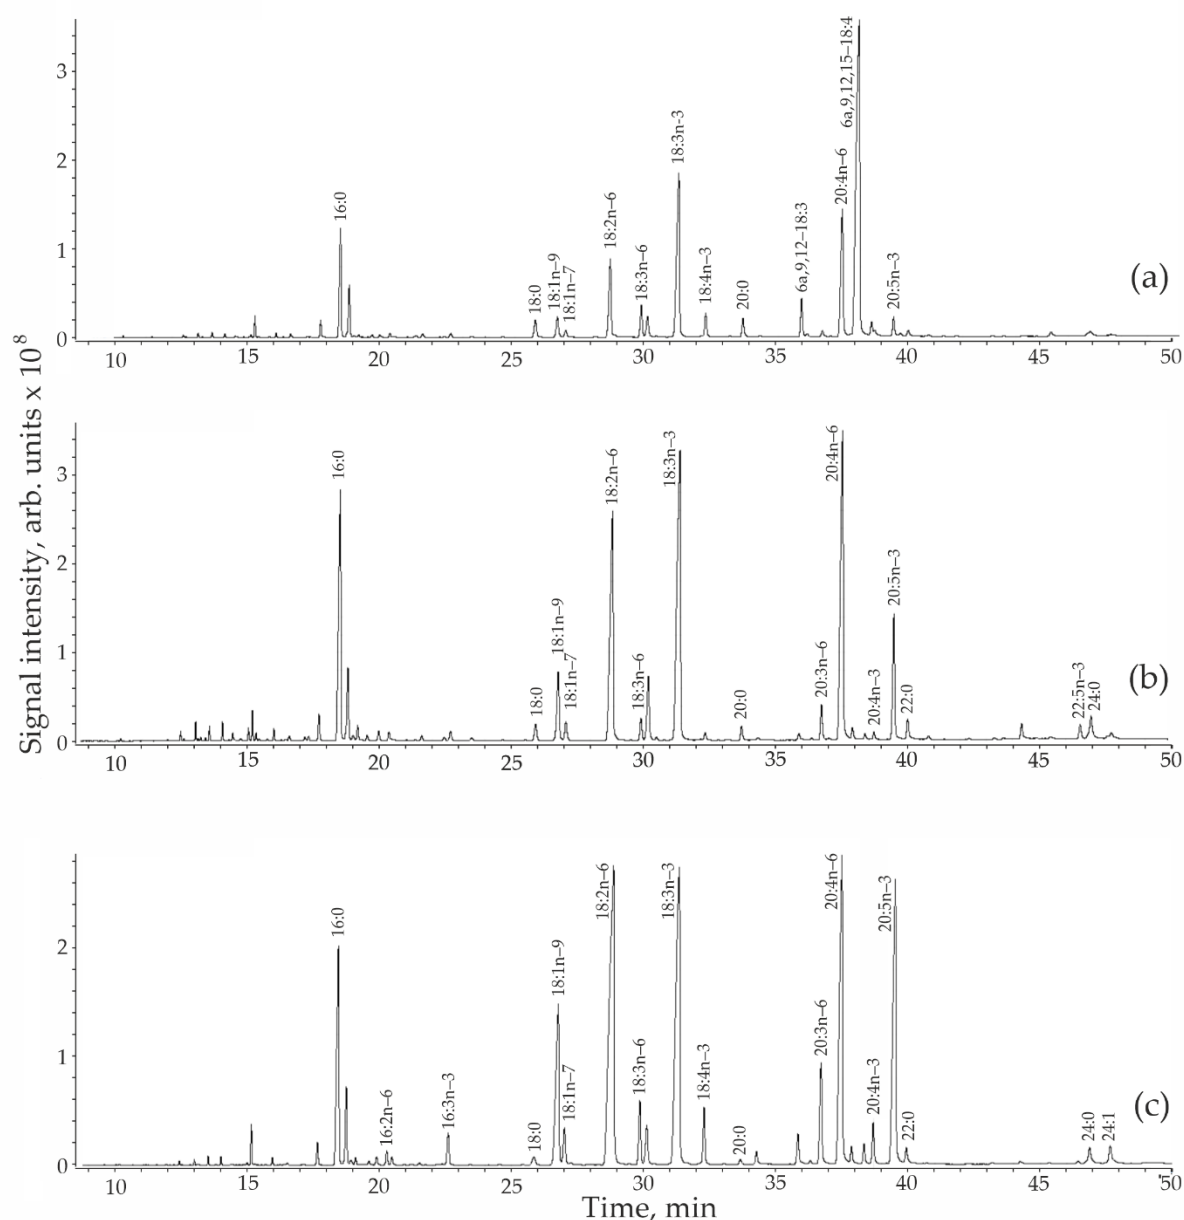 Signal intensity, arb. units x 10⁸
3
2
1
0
16:0
18:0
18:1n−9
18:1n−7
18:2n−6
18:3n−6
18:3n-3
18:4n−3
20:0
6a,9,12−18:3
20:4n−6
6a,9,12,15−18:4
20:5n−3
(a)
10 15 20 25 30 35 40 45 50
3
2
1
0
16:0
18:0
18:1n−9
18:1n−7
18:2n−6
18:3n−6
18:3n−3
20:0
20:3n−6
20:4n−6
20:4n−3
20:5n−3
22:0
22:5n−3
24:0
(b)
10 15 20 25 30 35 40 45 50
2
1
0
16:0
16:2n−6
16:3n−3
18:0
18:1n−9
18:1n−7
18:2n−6
18:3n−6
18:3n−3
18:4n−3
20:0
20:3n−6
20:4n−6
20:4n−3
20:5n−3
22:0
24:0
24:1
(c)
10 15 20 25 30 35 40 45 50
Time, min